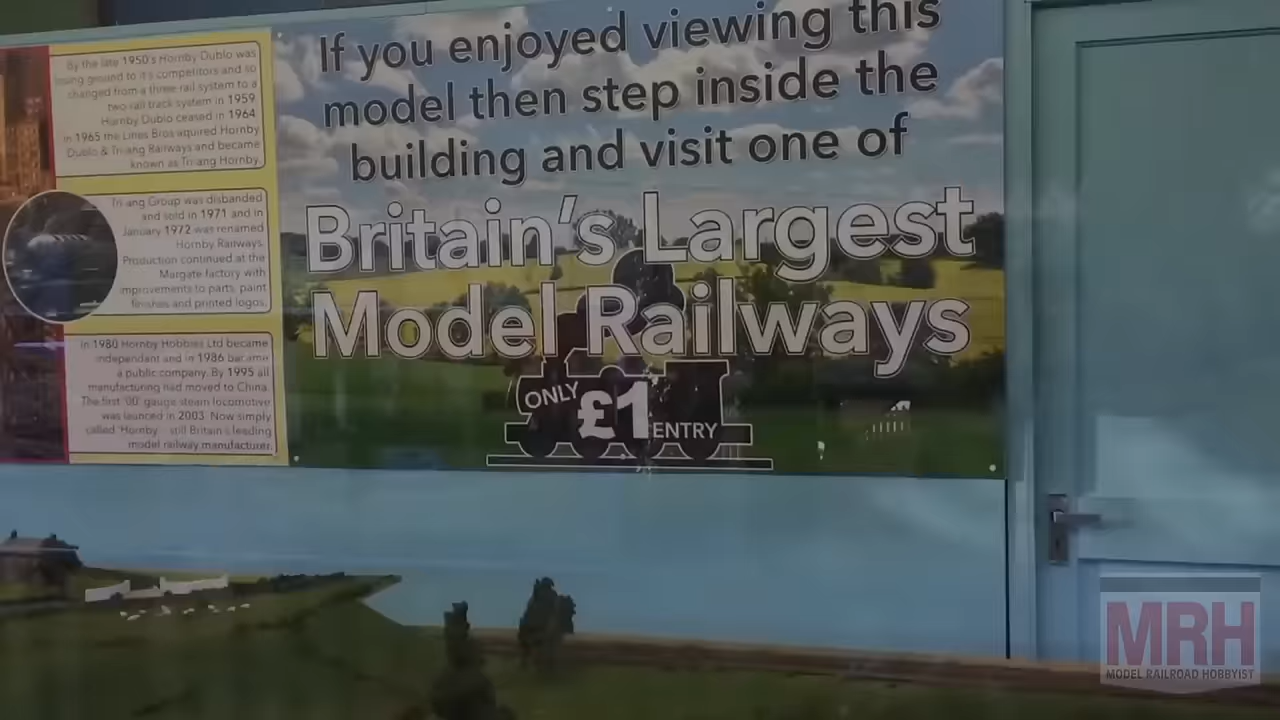 By the late 1950's Hornby Dublo was
losing ground to it's competitors and so
changed from a three rail system to a
two rail track system in 1959
Hornby Dublo ceased in 1964
in 1965 the Lines Bros aquired Hornby
Dublo & Tri-ang Railways and became
known as Tri-ang Hornby.
Tri ang Group was disbanded
and sold in 1971 and in
January 1972 was renamed
Hornby Railways.
Production continued at the
Margate factory with
improvements to parts, paint
finishes and printed logos.
In 1980 Hornby Hobbies Ltd became
independant and in 1986 became
a public company. By 1995 all
manufacturing had moved to China.
The first '00' gauge steam locomotive
was launched in 2003. Now simply
called 'Hornby' - still Britain's leading
model railway manufacturer.
If you enjoyed viewing this
model then step inside the
building and visit one of
Britain's Largest
Model Railways
ONLY
£1
ENTRY
MRH
MODEL RAILROAD HOBBYIST